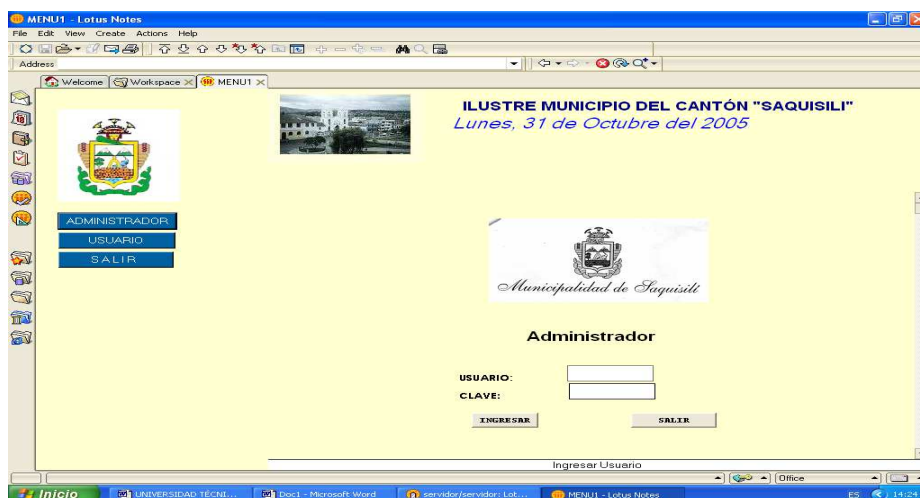 MENU1 - Lotus Notes
File Edit View Create Actions Help
Address
Welcome Workspace MENU1
ILUSTRE MUNICIPIO DEL CANTÓN "SAQUISILI"
Lunes, 31 de Octubre del 2005
ADMINISTRADOR
USUARIO
SALIR
Municipalidad de Saquisilí
Administrador
USUARIO:
CLAVE:
INGRESAR SALIR
Ingresar Usuario
Office
Inicio UNIVERSIDAD TÉCNI... Doc1 - Microsoft Word servidor/servidor: Lot... MENU1 - Lotus Notes ES 14:24